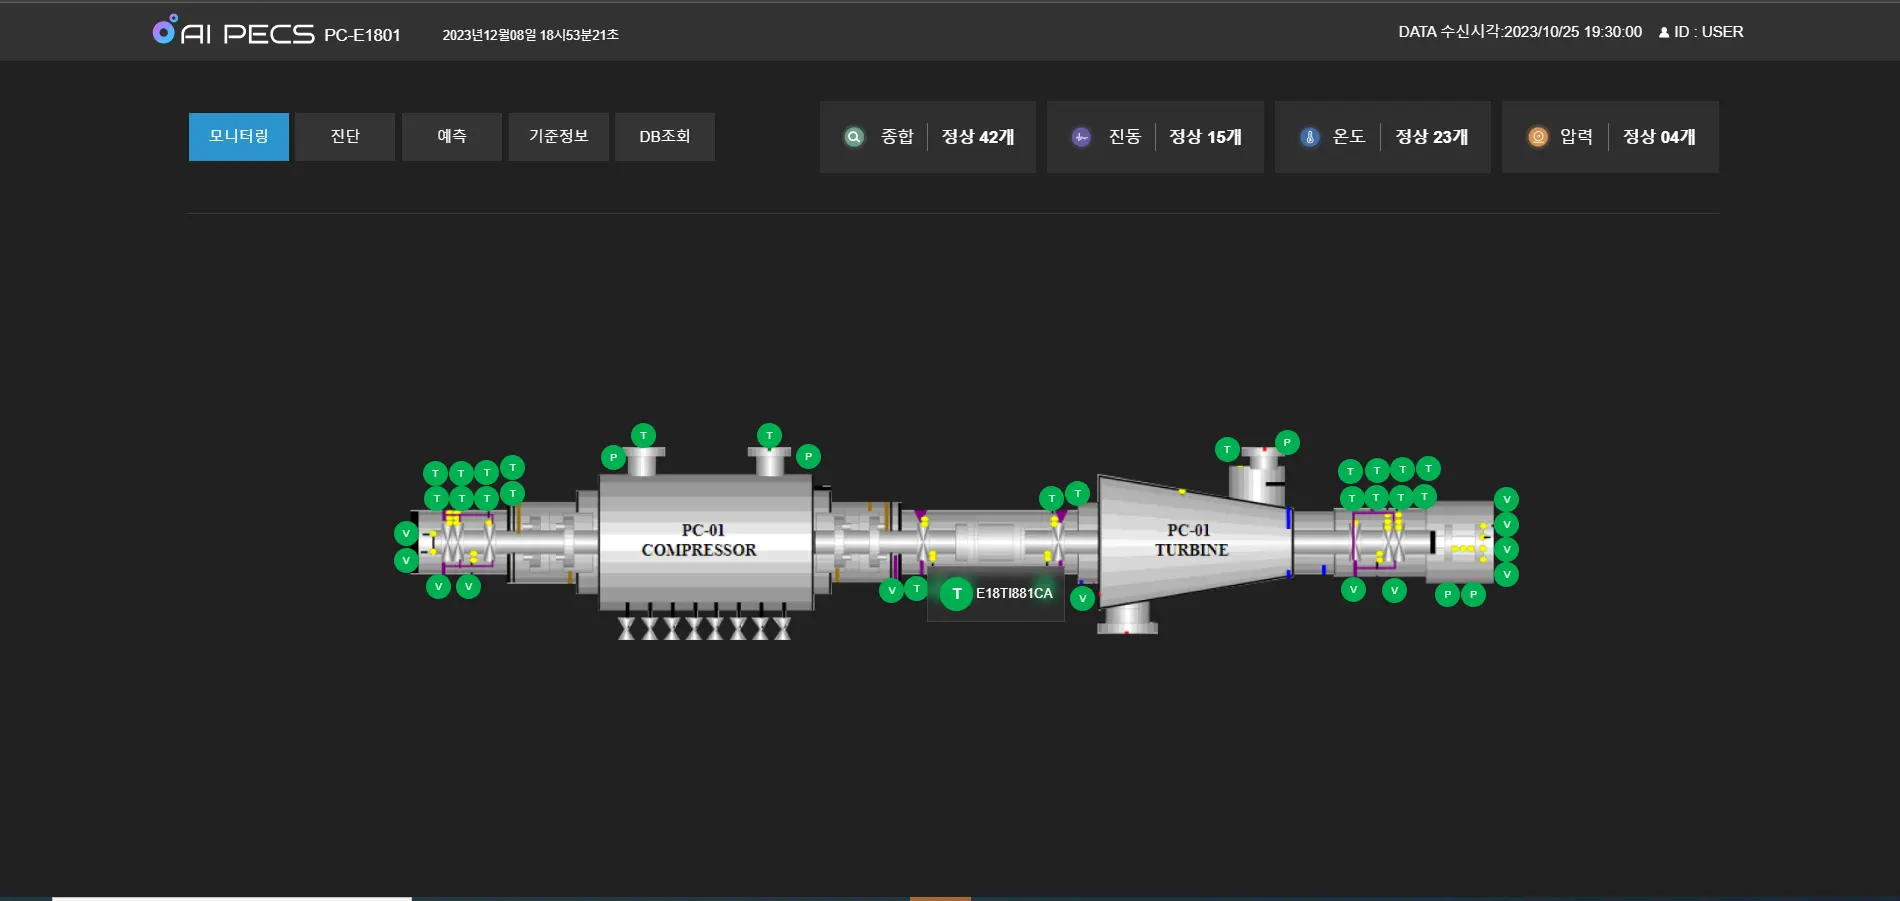 AI PECS PC-E1801 2023년12월08일 18시53분21초 DATA 수신시각:2023/10/25 19:30:00 ID : USER
모니터링 진단 예측 기준정보 DB조회 종합 정상 42개 진동 정상 15개 온도 정상 23개 압력 정상 04개
T T T P
P P T
T T T T T T T T
T T T T T T T T T T
V V
PC-01 PC-01
COMPRESSOR TURBINE
V V
V V
V V V T T E18TI881CA V V V P P
V